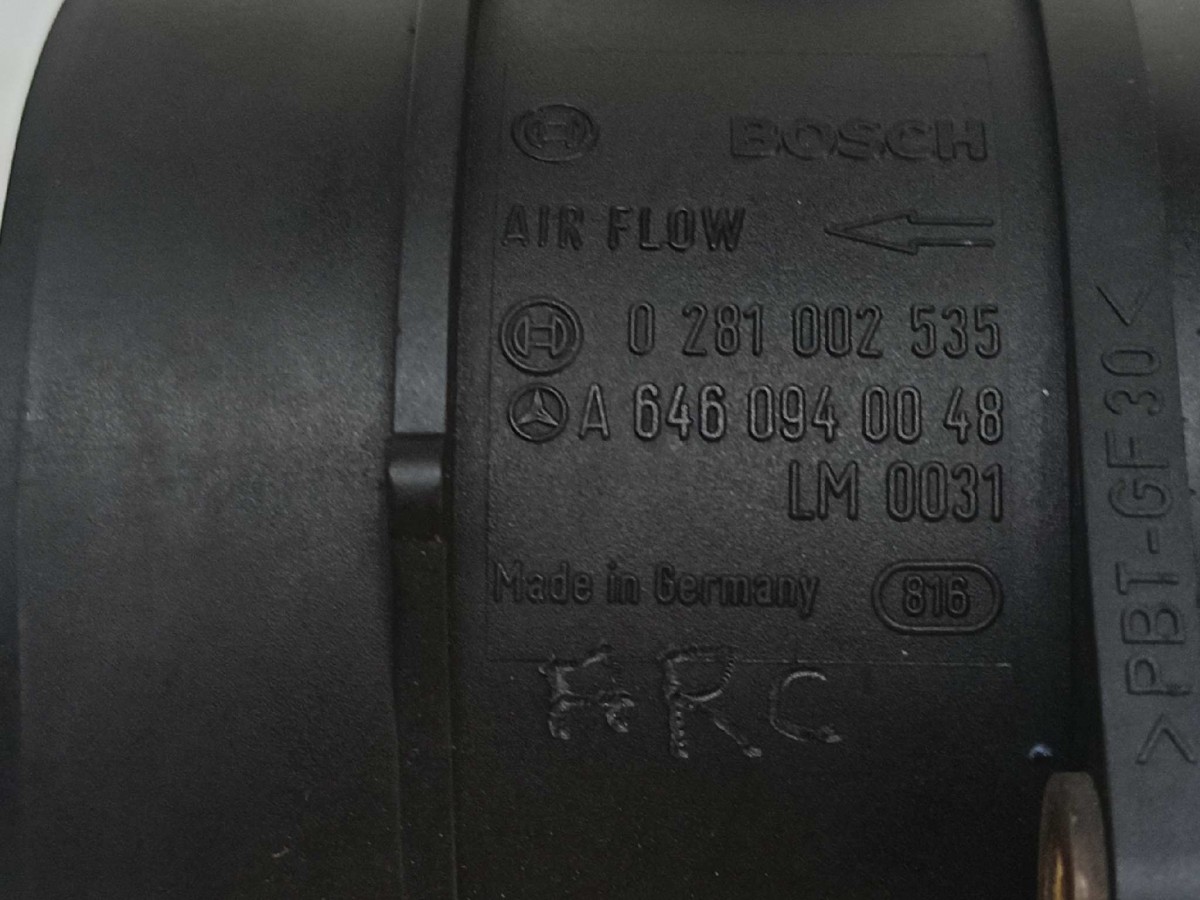 BOSCH
AIR FLOW
0 281 002 535
A 646 094 00 48
LM 0031
Made in Germany 816
>PBT-GF30<